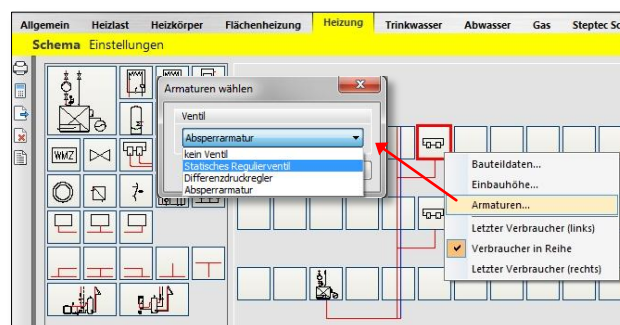 Allgemein Heizlast Heizkörper Flächenheizung Heizung Trinkwasser Abwasser Gas Steptec Sc
Schema Einstellungen
Armaturen wählen
Ventil
Absperrarmatur
kein Ventil
Statisches Regulierventil
Differenzdruckregler
Absperrarmatur
WMZ
Bauteildaten...
Einbauhöhe...
Armaturen...
Letzter Verbraucher (links)
Verbraucher in Reihe
Letzter Verbraucher (rechts)